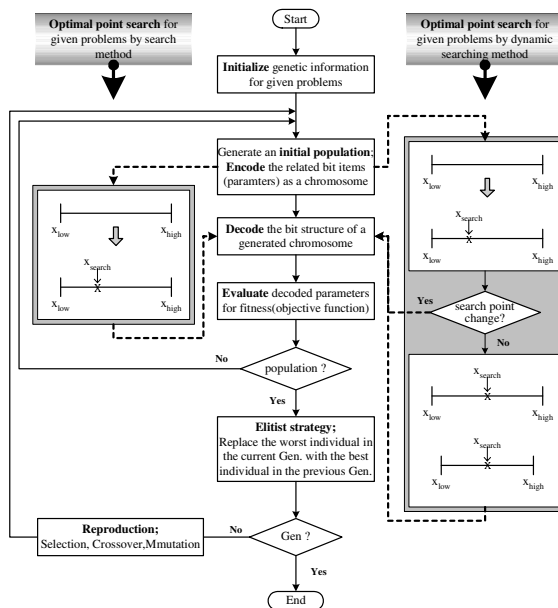 Start
Optimal point search for
given problems by search
method
Optimal point search for
given problems by dynamic
searching method
Initialize genetic information
for given problems
Generate an initial population;
Encode the related bit items
(paramters) as a chromosome
x_low
x_high
x_search
X
x_low
x_high
Decode the bit structure of a
generated chromosome
Evaluate decoded parameters
for fitness(objective function)
No
population ?
Yes
Elitist strategy;
Replace the worst individual in
the current Gen. with the best
individual in the previous Gen.
Reproduction;
Selection, Crossover,Mmutation
No
Gen ?
Yes
End
x_low
x_high
x_search
X
x_low
x_high
Yes
search point
change?
No
x_search
X
x_low
x_high
x_search
X
x_low
x_high